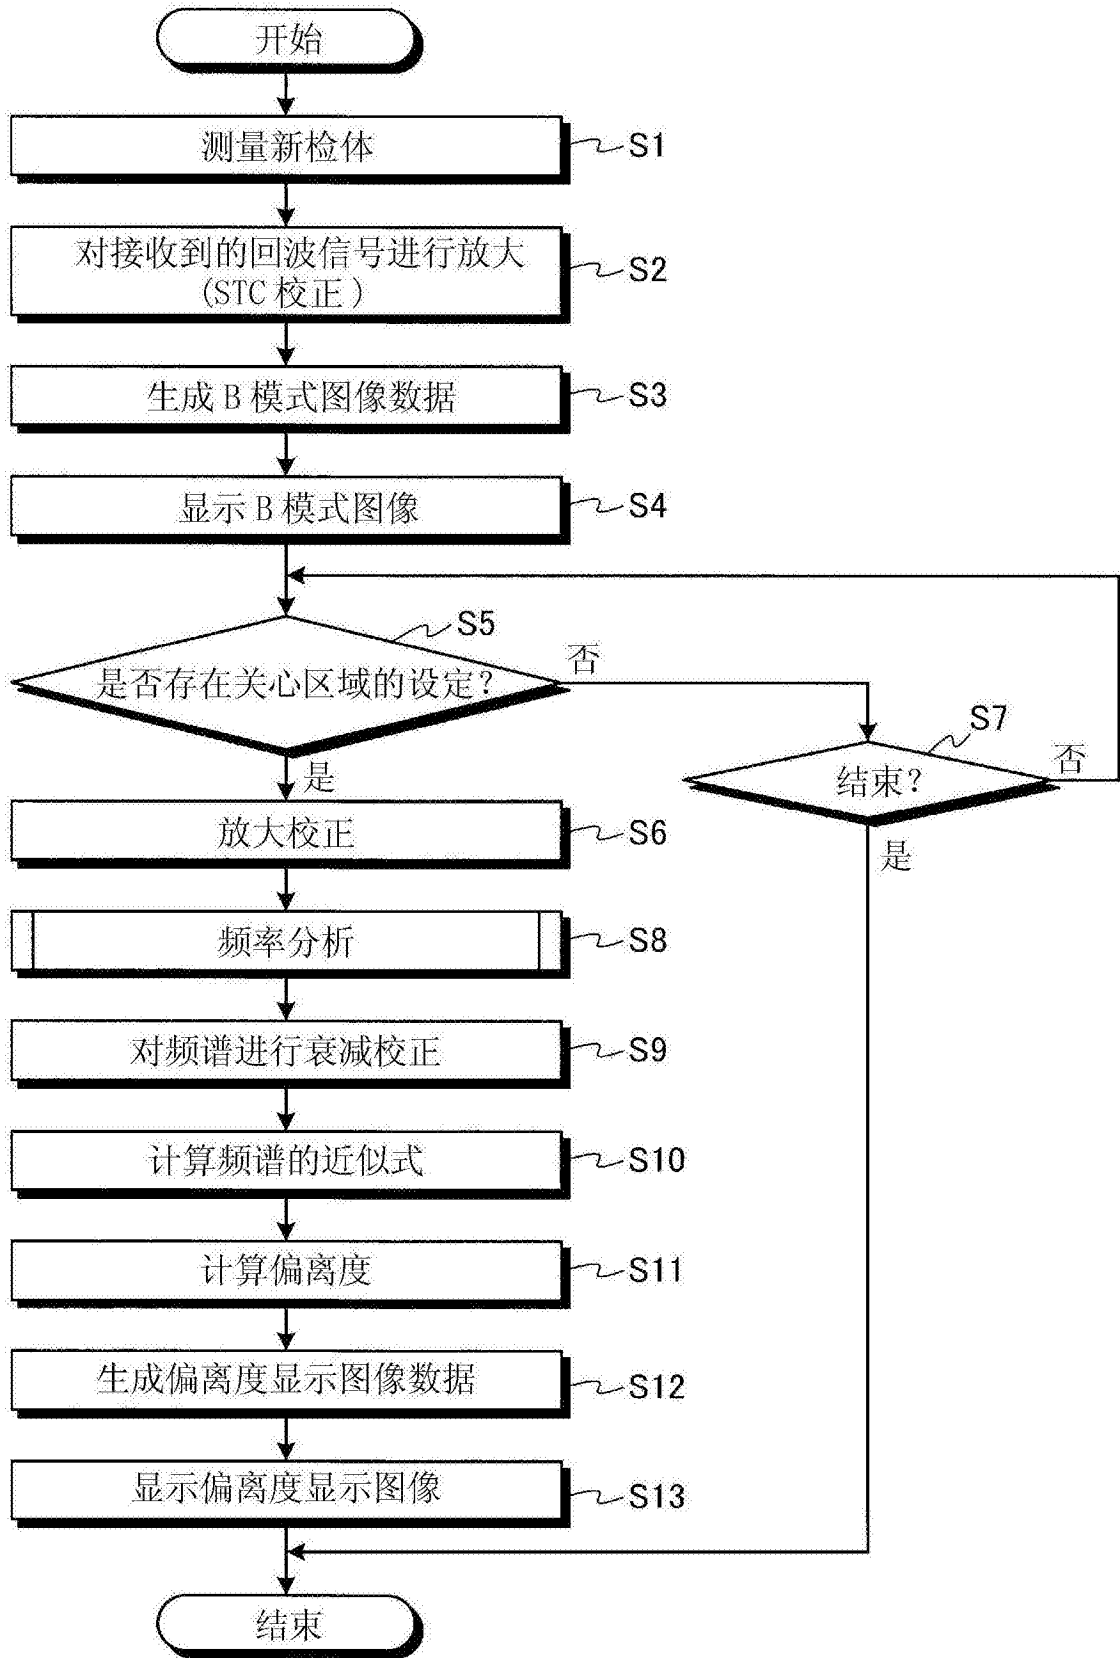 开始
测量新检体
S1
对接收到的回波信号进行放大
(STC 校正)
S2
生成 B 模式图像数据
S3
显示 B 模式图像
S4
S5
是否存在关心区域的设定?
否
S7
结束?
否
是
是
放大校正
S6
频率分析
S8
对频谱进行衰减校正
S9
计算频谱的近似式
S10
计算偏离度
S11
生成偏离度显示图像数据
S12
显示偏离度显示图像
S13
结束